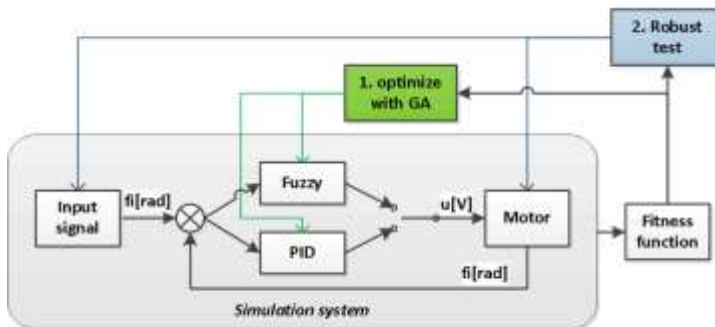 2. Robust
test
1. optimize
with GA
Fuzzy
Input
signal
fi[rad]
u[V]
Motor
Fitness
function
PID
fi[rad]
Simulation system